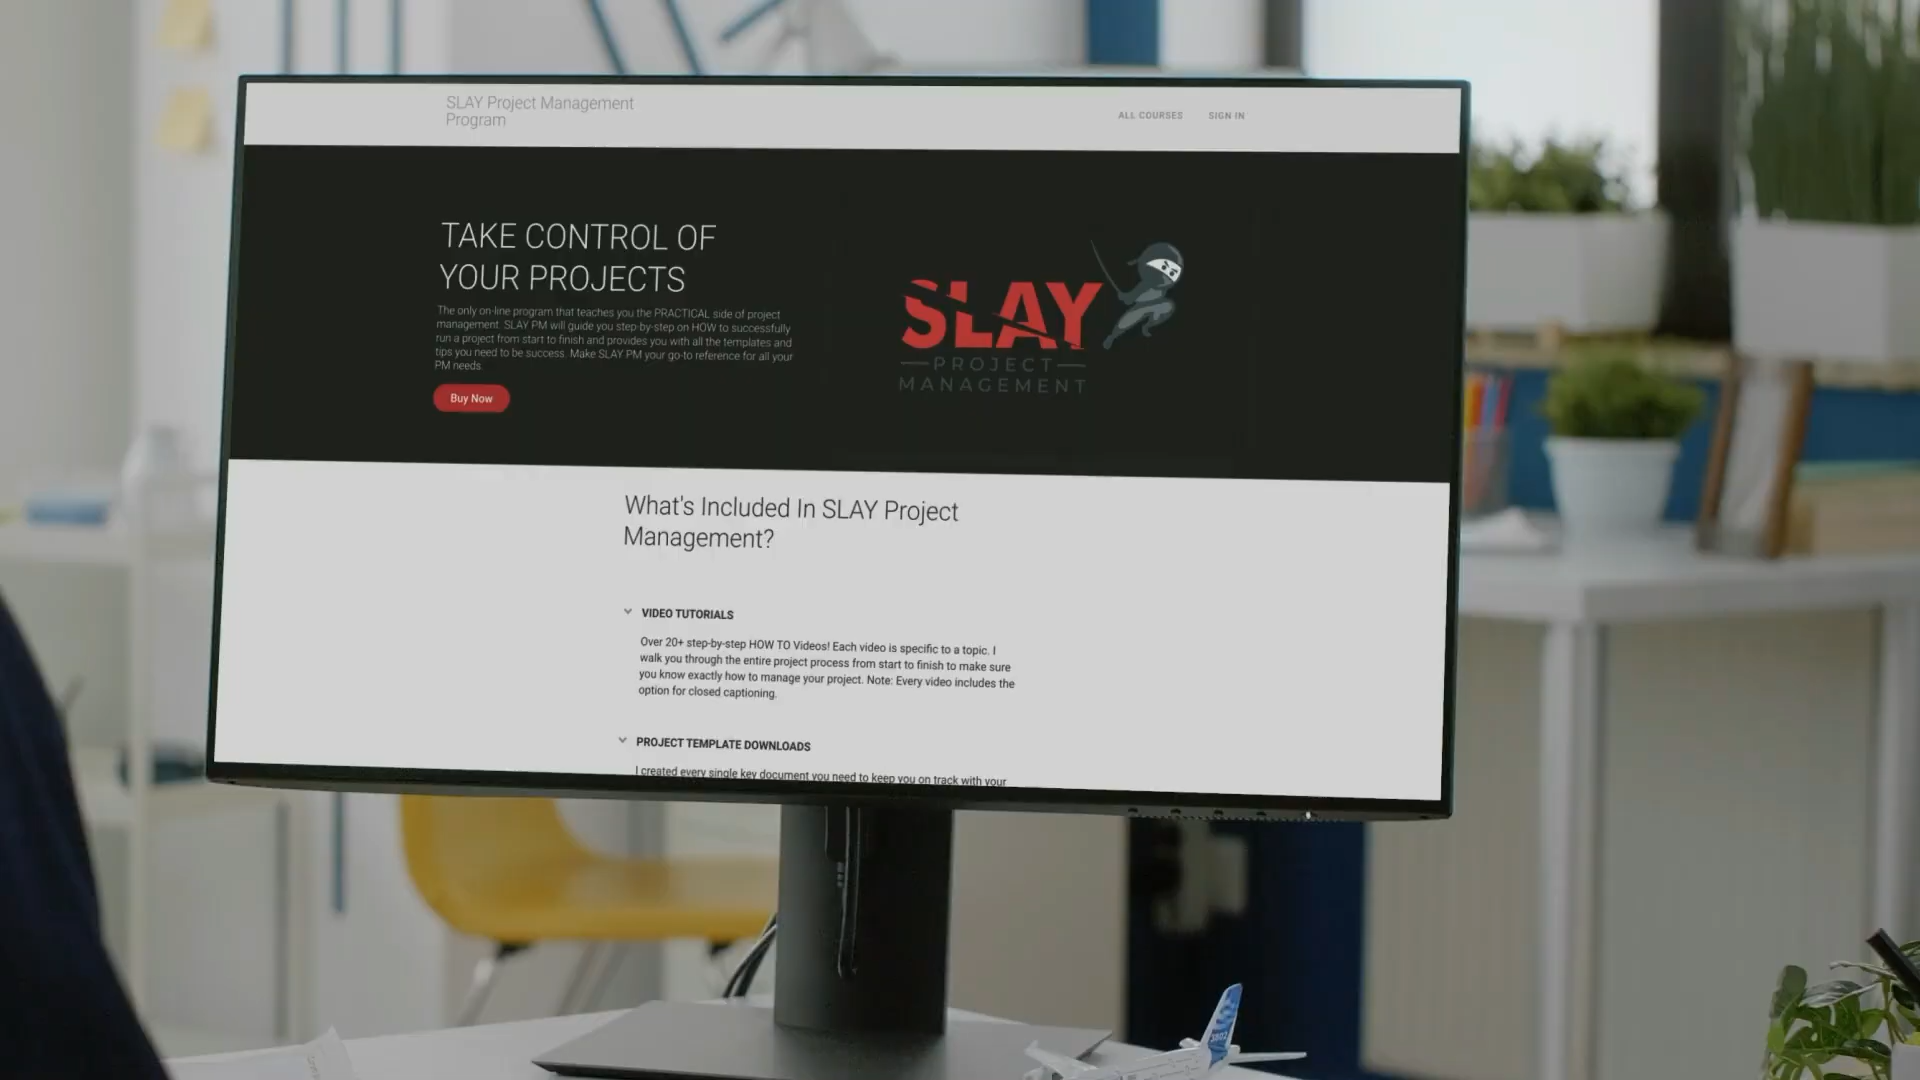 SLAY Project Management
Program
ALL COURSES
SIGN IN
TAKE CONTROL OF
YOUR PROJECTS
The only on-line program that teaches you the PRACTICAL side of project
management. SLAY PM will guide you step-by-step on HOW to successfully
run a project from start to finish and provides you with all the templates and
tips you need to be success. Make SLAY PM your go-to reference for all your
PM needs.
Buy Now
SLAY
PROJECT
MANAGEMENT
What's Included In SLAY Project
Management?
VIDEO TUTORIALS
Over 20+ step-by-step HOW TO Videos! Each video is specific to a topic. I
walk you through the entire project process from start to finish to make sure
you know exactly how to manage your project. Note: Every video includes the
option for closed captioning.
PROJECT TEMPLATE DOWNLOADS
I created every single key document you need to keep you on track with your